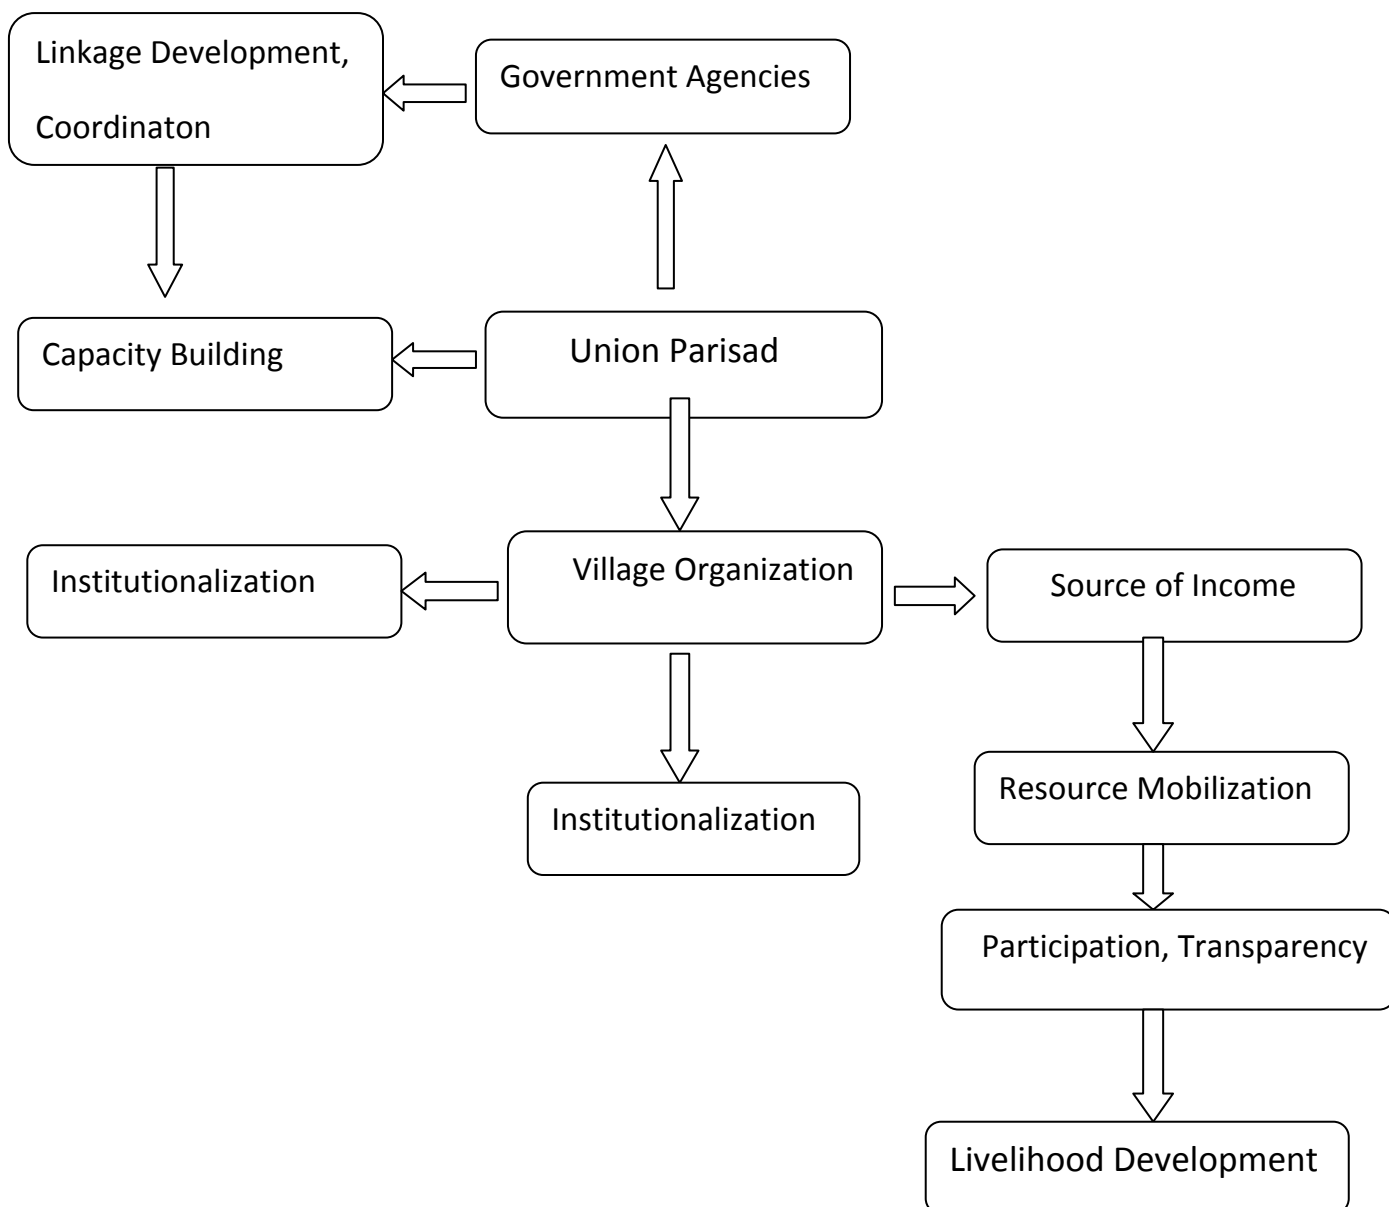 Linkage Development,
Coordinaton
Government Agencies
Capacity Building
Union Parisad
Institutionalization
Village Organization
Source of Income
Resource Mobilization
Institutionalization
Participation, Transparency
Livelihood Development